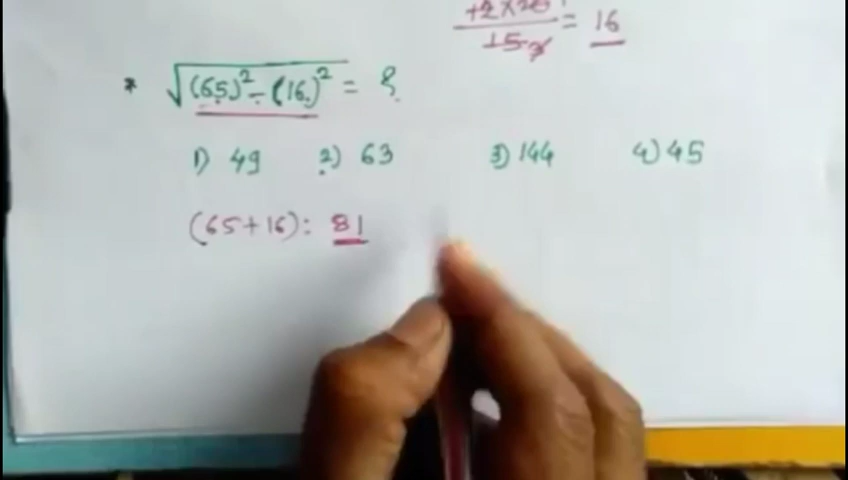 = 16
* √(65)² - (16)² = ?
1) 49 2) 63 3) 144 4) 45
(65+16): 81